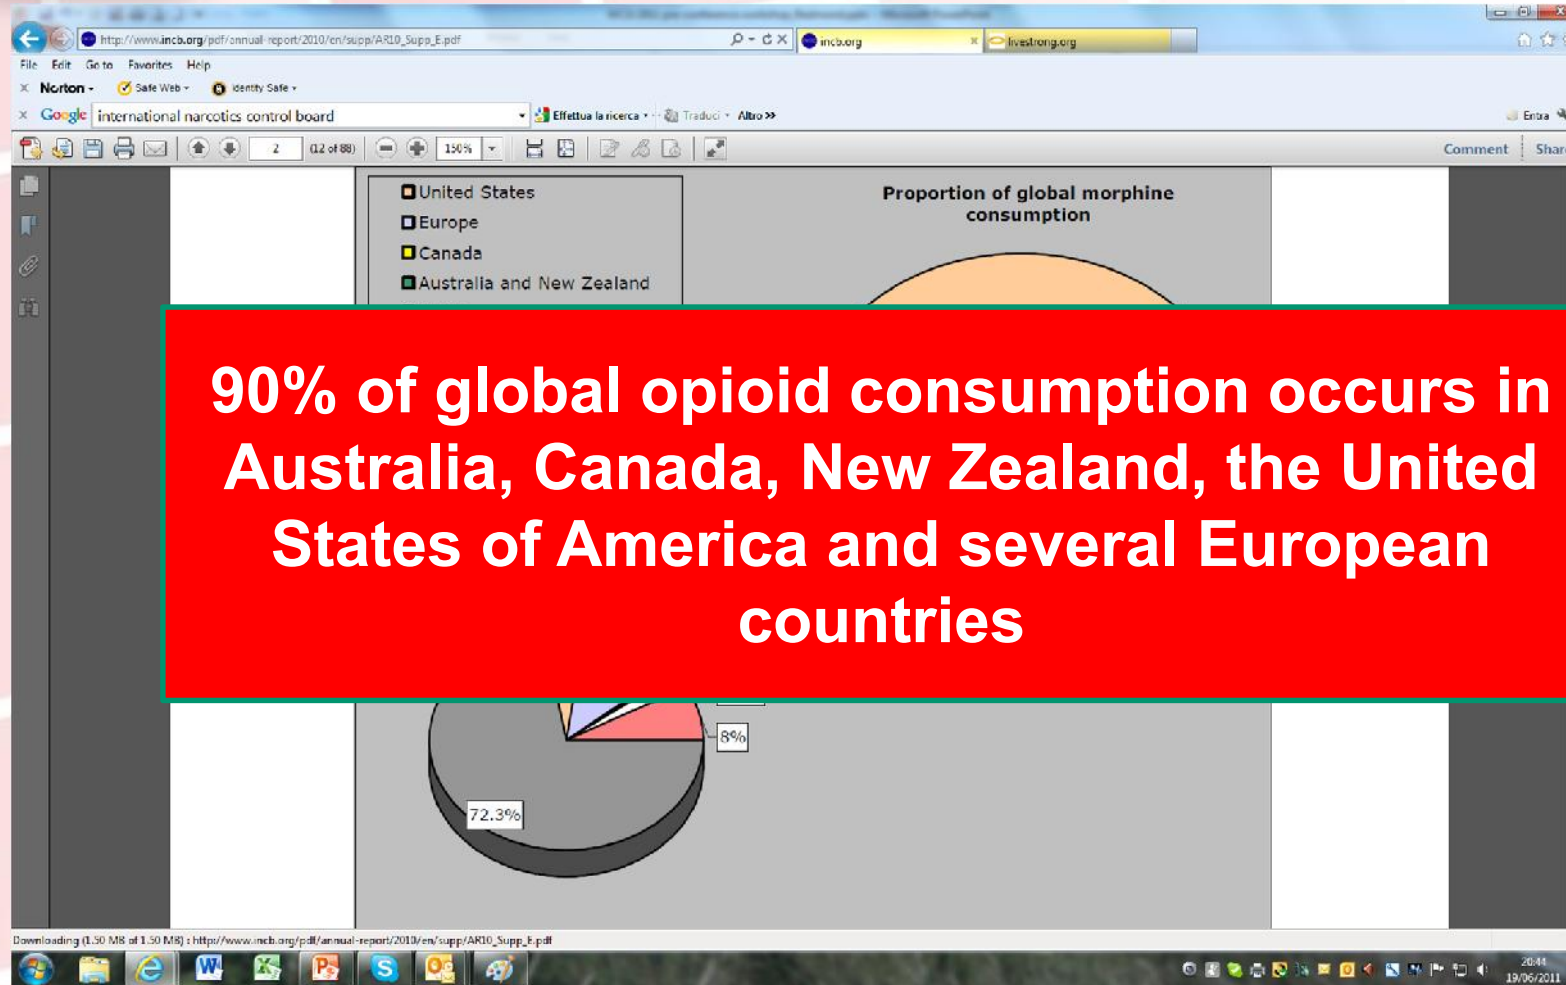 http://www.incb.org/pdf/annual-report/2010/en/supp/AR10_Supp_E.pdf
incb.org
livestrong.org
File Edit Go to Favorites Help
Norton
Safe Web
Identity Safe
Google
international narcotics control board
Effettua la ricerca
Traduci
Altro >>
Entra
2
(12 of 88)
150%
Comment
Shar
United States
Europe
Canada
Australia and New Zealand
Proportion of global morphine
consumption
90% of global opioid consumption occurs in
Australia, Canada, New Zealand, the United
States of America and several European
countries
8%
72.3%
Downloading (1.50 MB of 1.50 MB) : http://www.incb.org/pdf/annual-report/2010/en/supp/AR10_Supp_E.pdf
20:44
19/06/2011